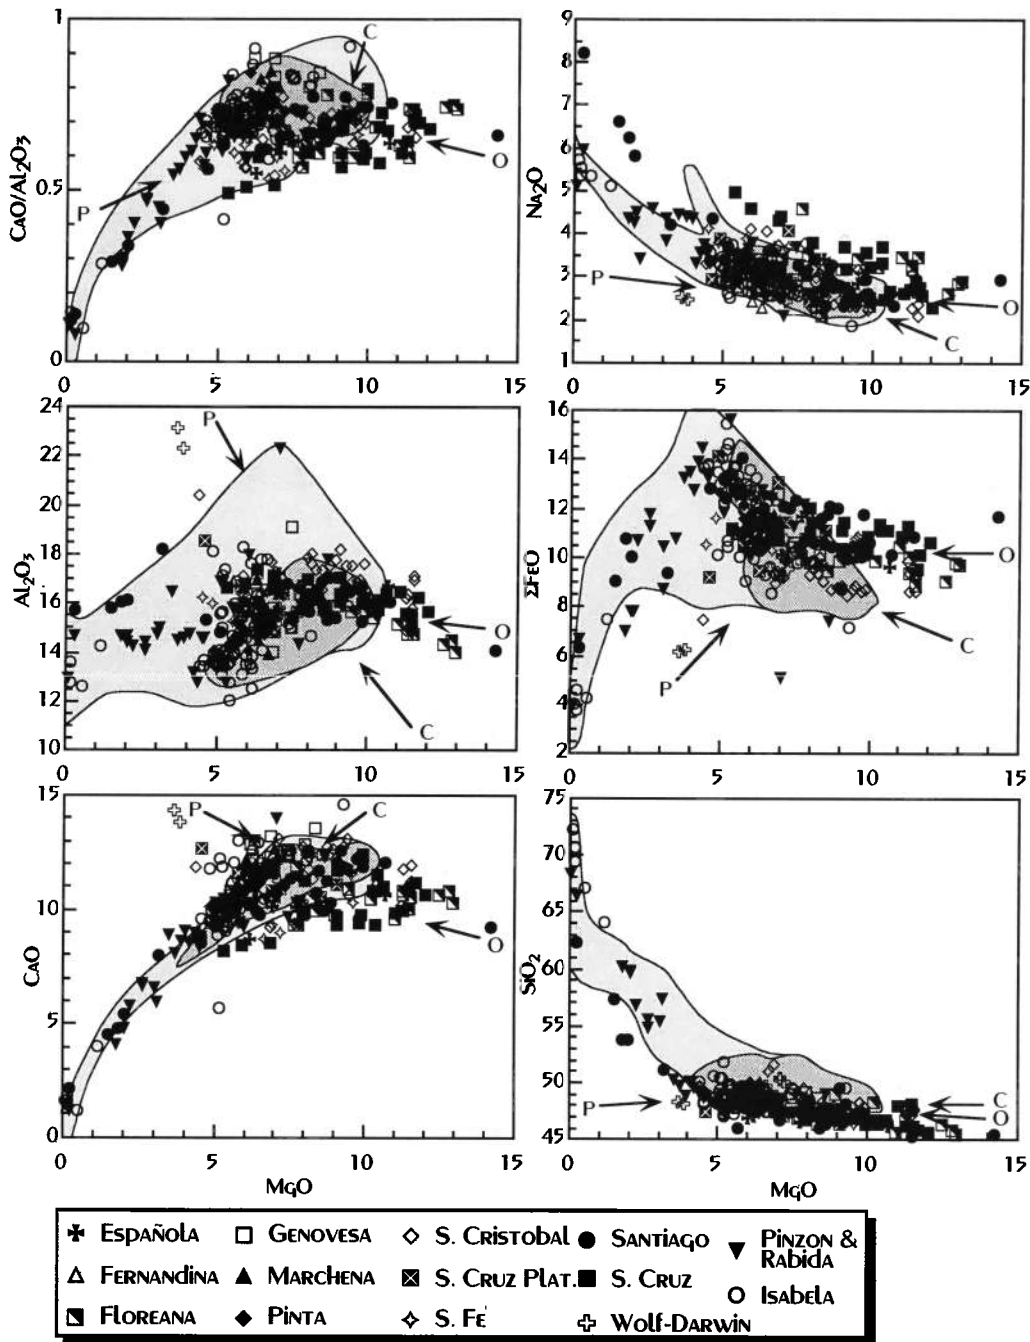 1
0.5
0
CaO/Al2O3
C
O
P
0 5 10 15
9
8
7
6
5
4
3
2
1
Na2O
P
O
C
0 5 10 15
24
22
20
18
16
14
12
10
Al2O3
P
O
C
0 5 10 15
16
14
12
10
8
6
4
2
ΣFeO
O
C
P
0 5 10 15
15
10
5
0
CaO
P
C
O
0 5 10 15
MgO
75
70
65
60
55
50
45
SiO2
P
C
O
0 5 10 15
MgO
Española Genovesa S. Cristobal Santiago Pinzon & Rabida
Fernandina Marchena S. Cruz Plat. S. Cruz Isabela
Floreana Pinta S. Fé Wolf-Darwin